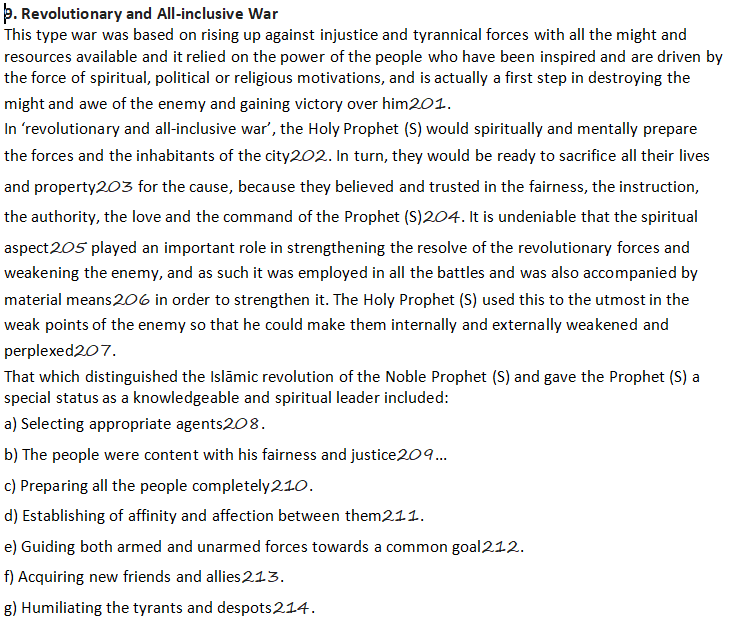 9. Revolutionary and All-inclusive War
This type war was based on rising up against injustice and tyrannical forces with all the might and
resources available and it relied on the power of the people who have been inspired and are driven by
the force of spiritual, political or religious motivations, and is actually a first step in destroying the
might and awe of the enemy and gaining victory over him201.
In ‘revolutionary and all-inclusive war’, the Holy Prophet (S) would spiritually and mentally prepare
the forces and the inhabitants of the city202. In turn, they would be ready to sacrifice all their lives
and property203 for the cause, because they believed and trusted in the fairness, the instruction,
the authority, the love and the command of the Prophet (S)204. It is undeniable that the spiritual
aspect205 played an important role in strengthening the resolve of the revolutionary forces and
weakening the enemy, and as such it was employed in all the battles and was also accompanied by
material means206 in order to strengthen it. The Holy Prophet (S) used this to the utmost in the
weak points of the enemy so that he could make them internally and externally weakened and
perplexed207.
That which distinguished the Islāmic revolution of the Noble Prophet (S) and gave the Prophet (S) a
special status as a knowledgeable and spiritual leader included:
a) Selecting appropriate agents208.
b) The people were content with his fairness and justice209...
c) Preparing all the people completely210.
d) Establishing of affinity and affection between them211.
e) Guiding both armed and unarmed forces towards a common goal212.
f) Acquiring new friends and allies213.
g) Humiliating the tyrants and despots214.